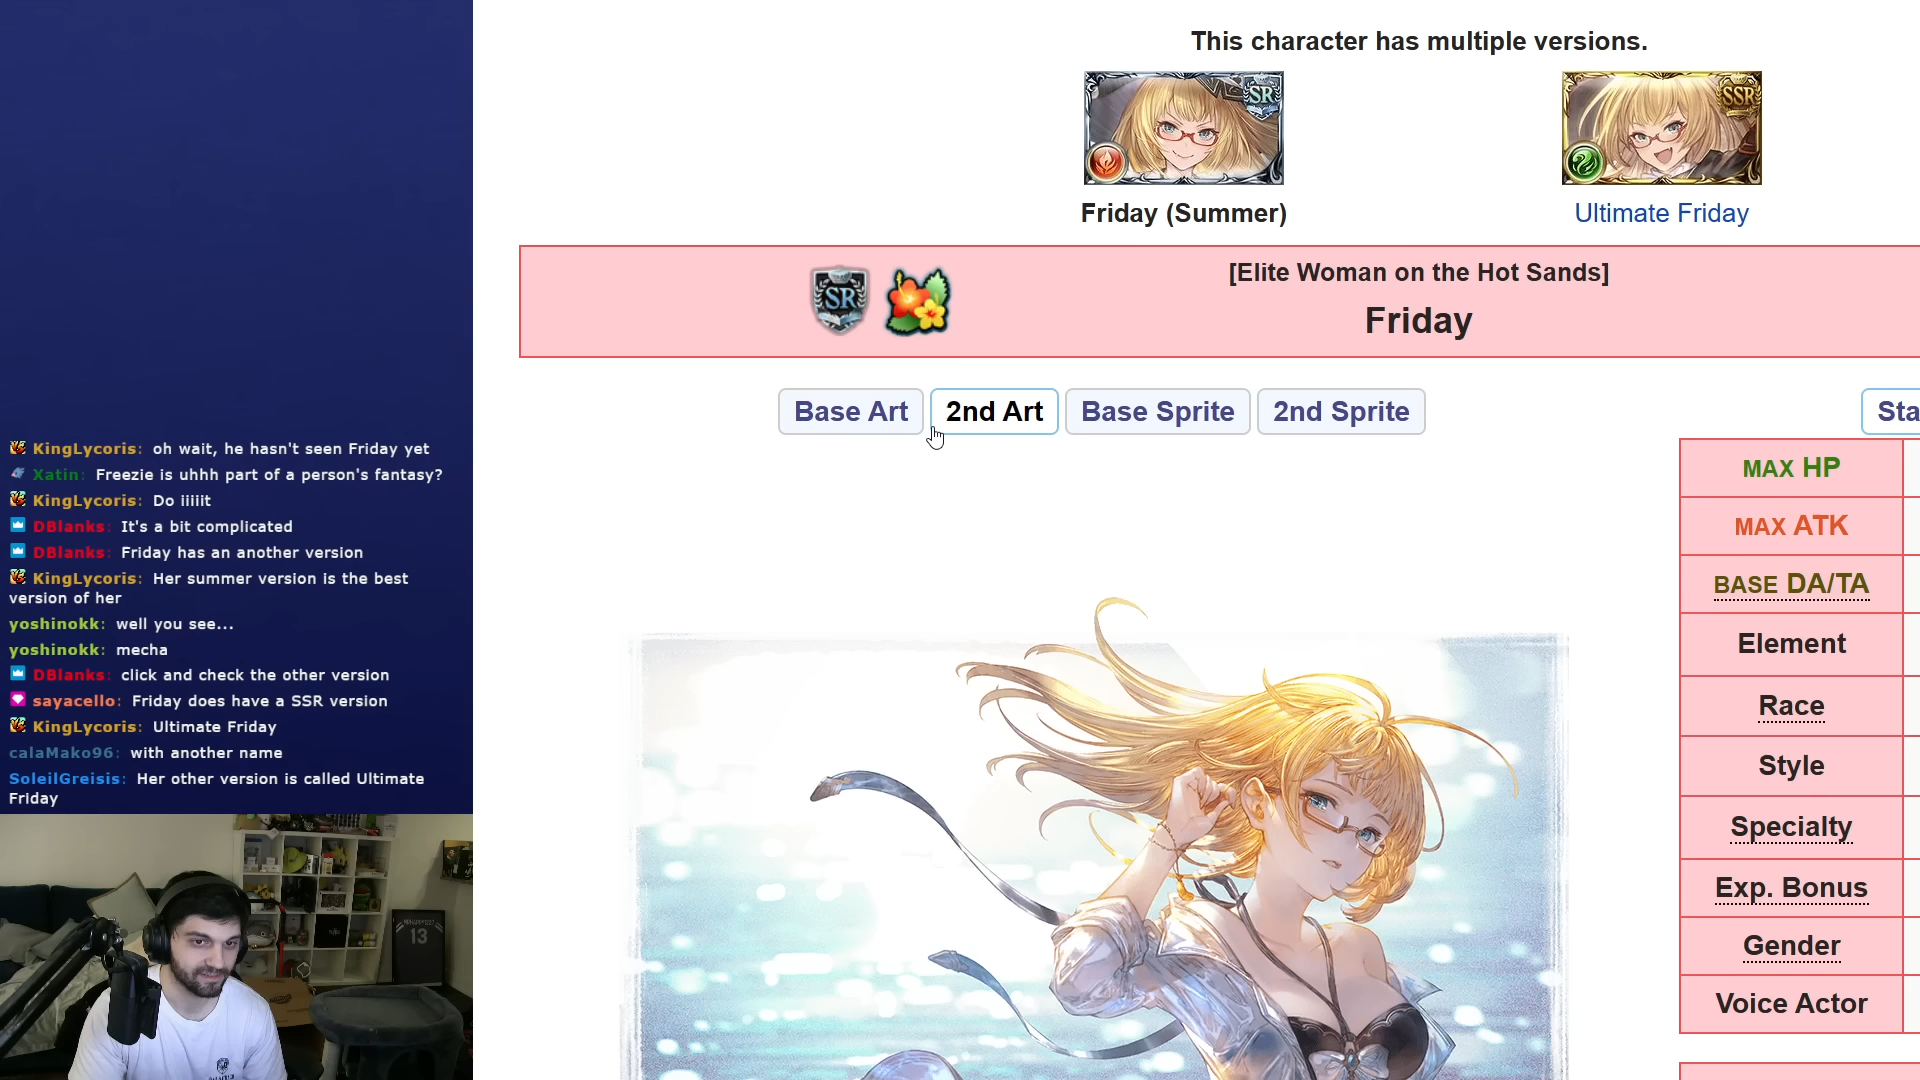 This character has multiple versions.
SR
SSR
Friday (Summer)
Ultimate Friday
SR
[Elite Woman on the Hot Sands]
Friday
Base Art
2nd Art
Base Sprite
2nd Sprite
Sta
MAX HP
MAX ATK
BASE DA/TA
Element
Race
Style
Specialty
Exp. Bonus
Gender
Voice Actor
KingLycoris: oh wait, he hasn't seen Friday yet
Xatin: Freezie is uhhh part of a person's fantasy?
KingLycoris: Do iiiiit
DBlanks: It's a bit complicated
DBlanks: Friday has an another version
KingLycoris: Her summer version is the best
version of her
yoshinokk: well you see...
yoshinokk: mecha
DBlanks: click and check the other version
sayacello: Friday does have a SSR version
KingLycoris: Ultimate Friday
calaMako96: with another name
SoleilGreisis: Her other version is called Ultimate
Friday
13